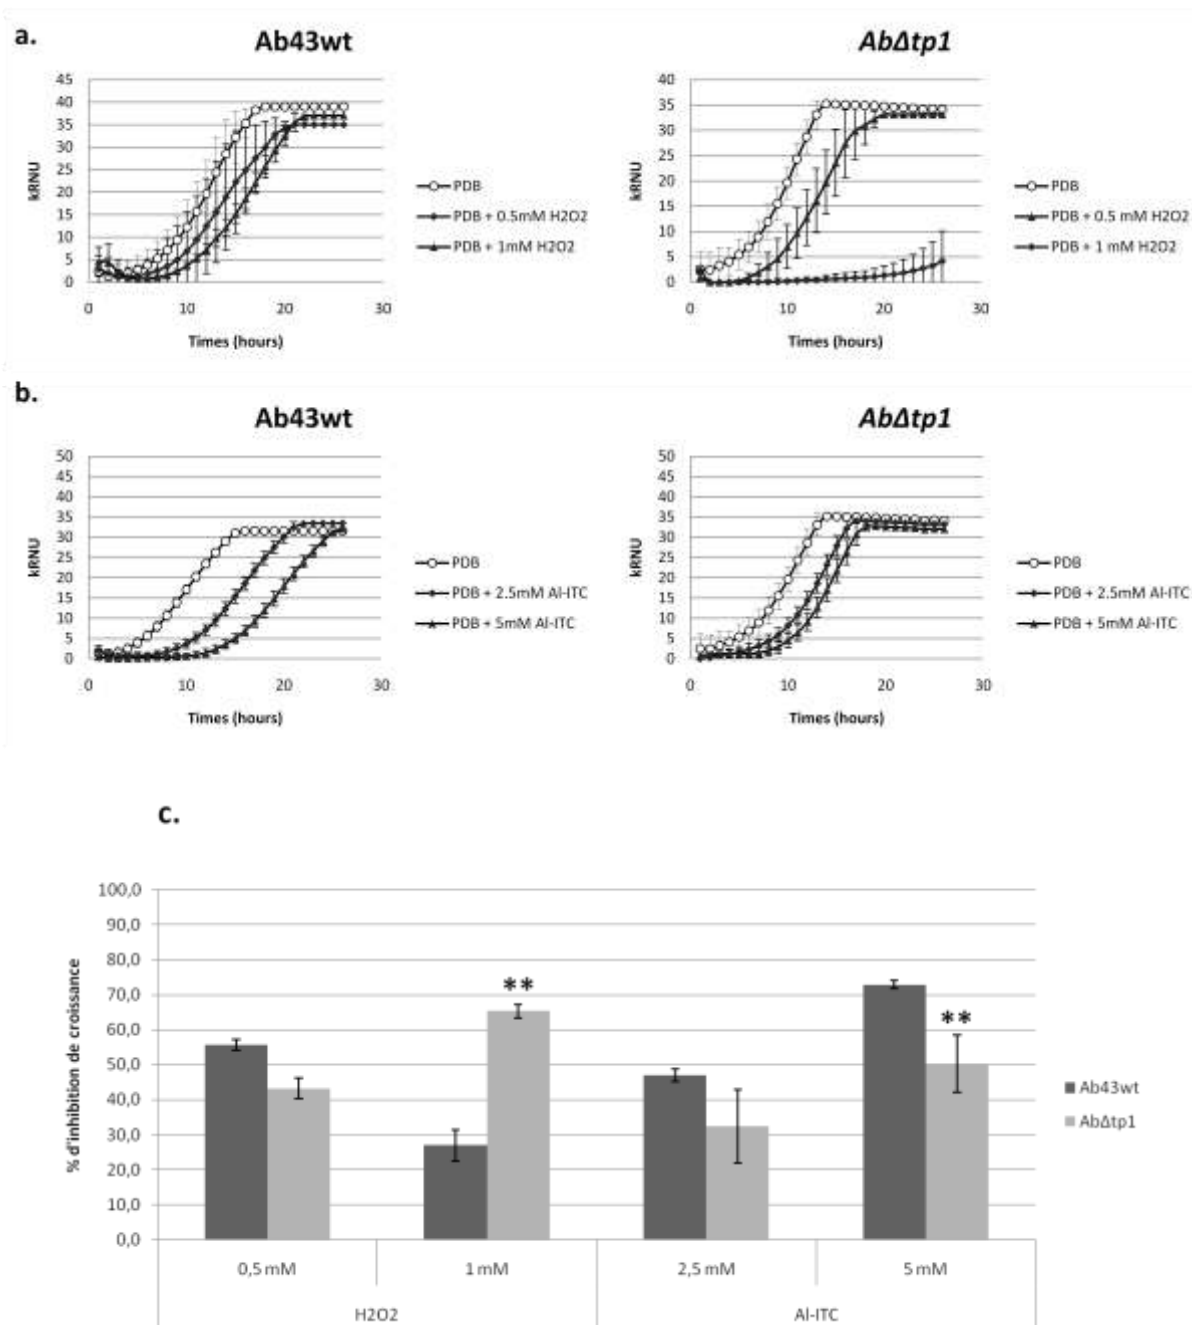 a.
Ab43wt
kRNU
45
40
35
30
25
20
15
10
5
0
0 10 20 30
Times (hours)
PDB
PDB + 0.5mM H2O2
PDB + 1mM H2O2
AbΔtp1
kRNU
40
35
30
25
20
15
10
5
0
0 10 20 30
Times (hours)
PDB
PDB + 0.5 mM H2O2
PDB + 1 mM H2O2
b.
Ab43wt
kRNU
50
45
40
35
30
25
20
15
10
5
0
0 10 20 30
Times (hours)
PDB
PDB + 2.5mM Al-ITC
PDB + 5mM Al-ITC
AbΔtp1
kRNU
50
45
40
35
30
25
20
15
10
5
0
0 10 20 30
Times (hours)
PDB
PDB + 2.5mM Al-ITC
PDB + 5mM Al-ITC
c.
% d'inhibition de croissance
100,0
90,0
80,0
70,0
60,0
50,0
40,0
30,0
20,0
10,0
0,0
**
**
0,5 mM 1 mM 2,5 mM 5 mM
H2O2 Al-ITC
Ab43wt
AbΔtp1